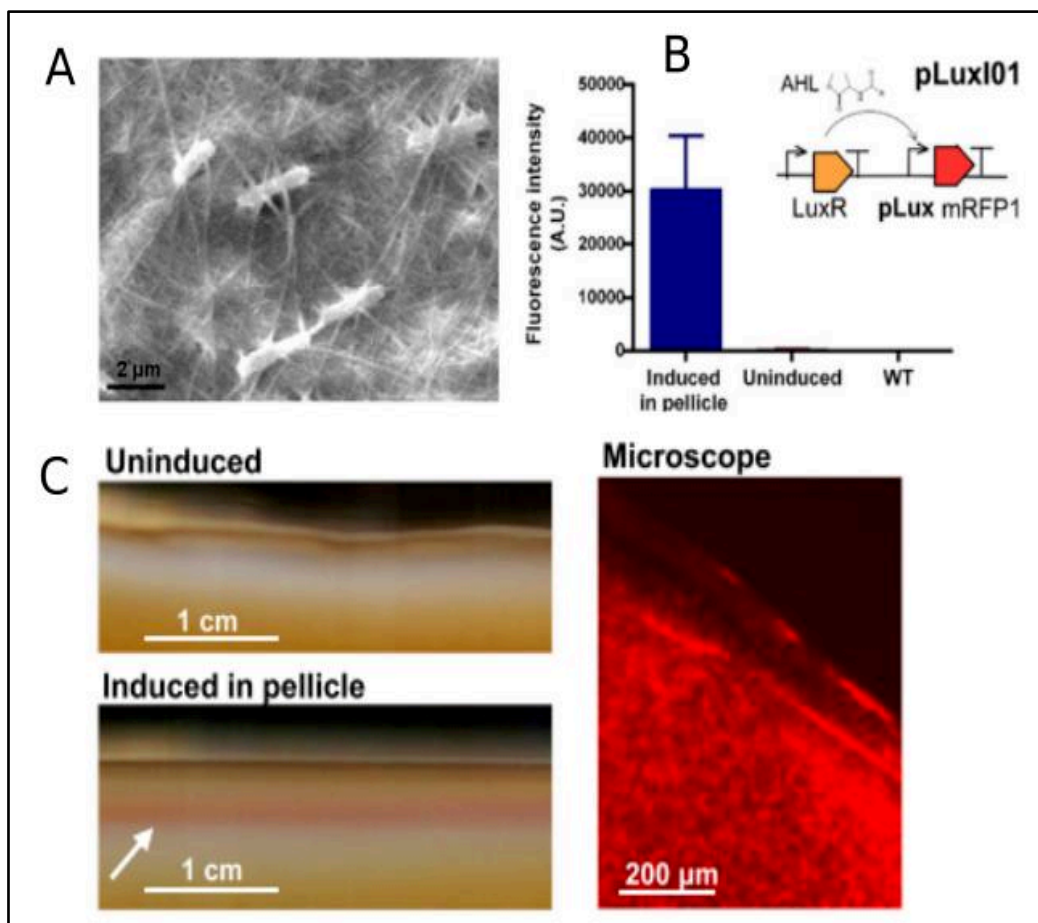 A
2 µm
B
pLuxI01
AHL
LuxR
pLux mRFP1
Fluorescence intensity
(A.U.)
50000
40000
30000
20000
10000
0
Induced
in pellicle
Uninduced
WT
C
Uninduced
1 cm
Induced in pellicle
1 cm
Microscope
200 µm